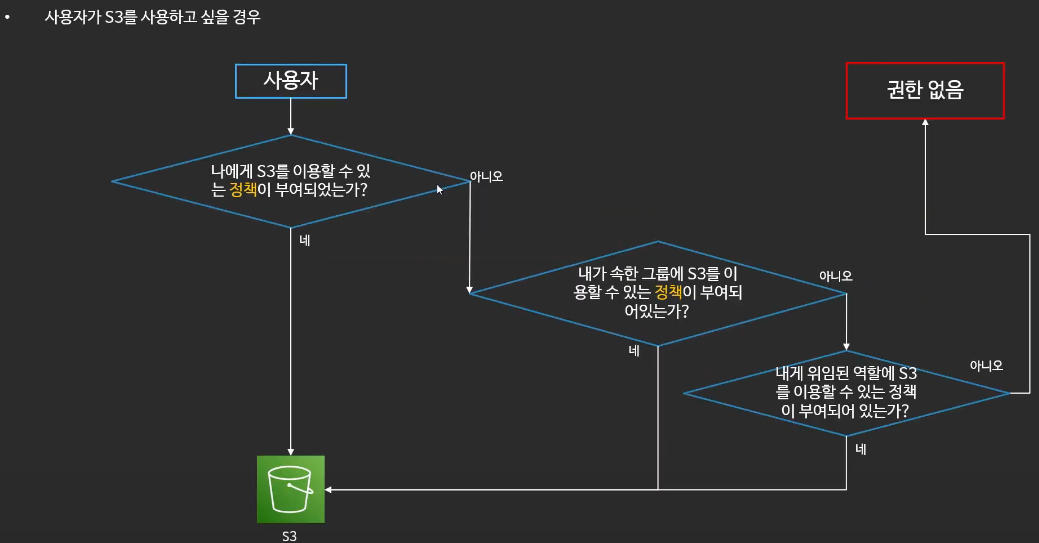 • 사용자가 S3를 사용하고 싶을 경우
사용자
권한 없음
나에게 S3를 이용할 수 있
는 정책이 부여되었는가?
아니오
네
내가 속한 그룹에 S3를 이
용할 수 있는 정책이 부여되
어있는가?
아니오
네
내게 위임된 역할에 S3
를 이용할 수 있는 정책
이 부여되어 있는가?
아니오
네
S3